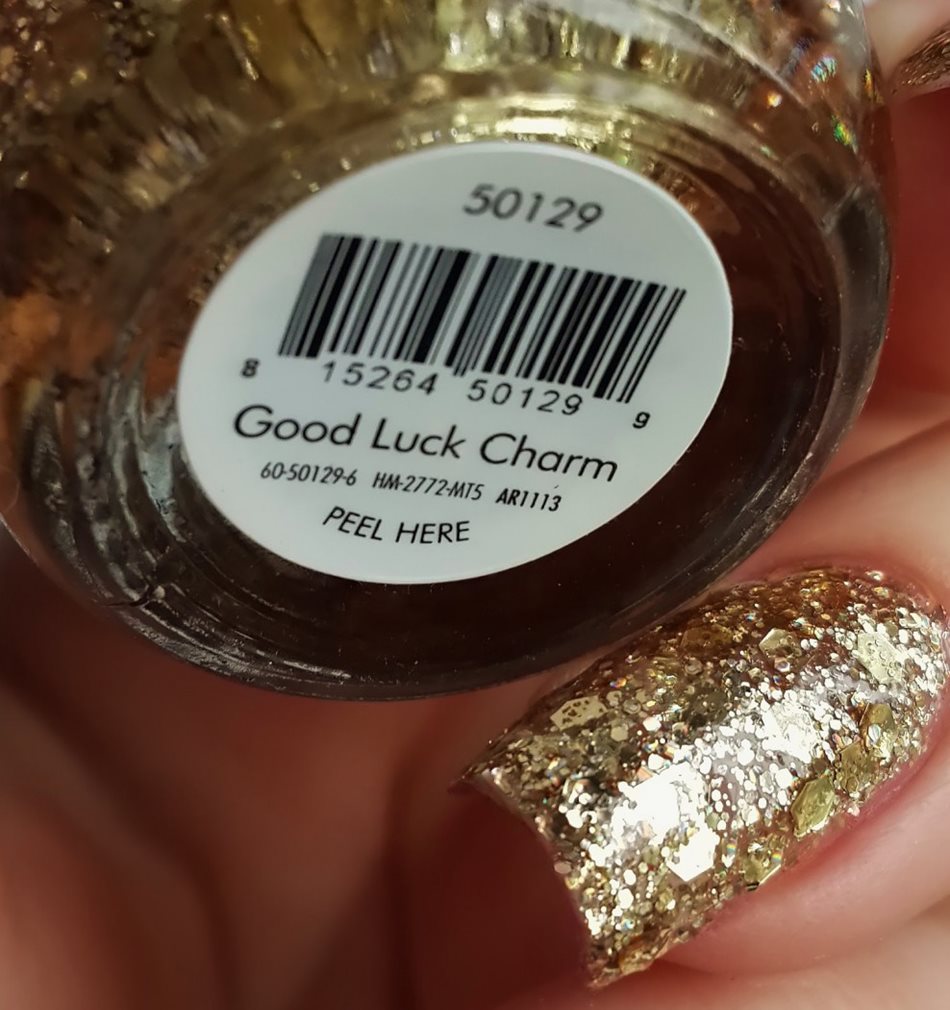 50129
8 15264 50129 9
Good Luck Charm
60-50129-6 HM-2772-MT5 AR1113
PEEL HERE